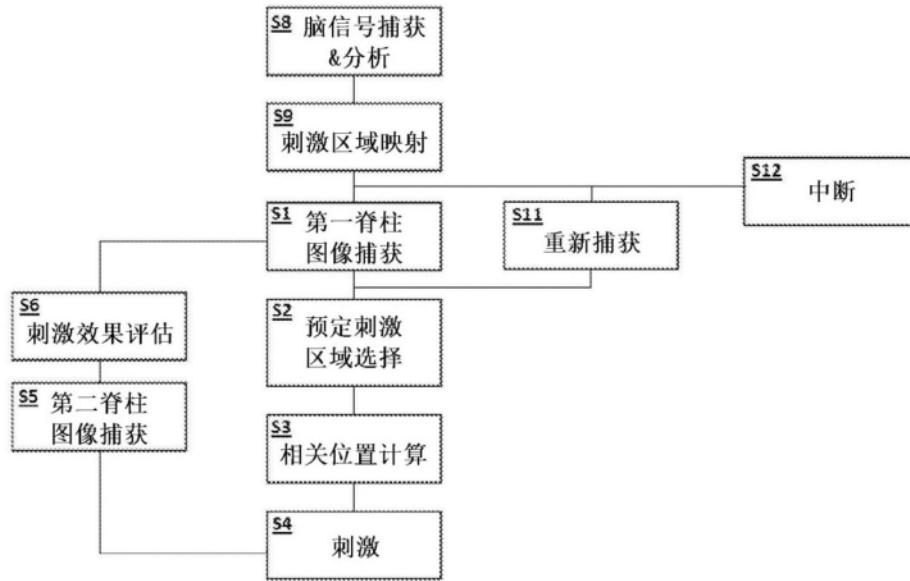 S8 脑信号捕获
&分析
S9
刺激区域映射
S12
中断
S1 第一脊柱
图像捕获
S11
重新捕获
S6
刺激效果评估
S2
预定刺激
区域选择
S5 第二脊柱
图像捕获
S3
相关位置计算
S4
刺激